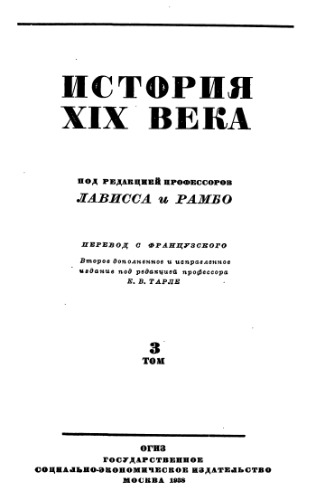 ИСТОРИЯ
XIX ВЕКА
ПОД РЕДАКЦИЕЙ ПРОФЕССОРОВ
ЛАВИССА и РАМБО
ПЕРЕВОД С ФРАНЦУЗСКОГО
Второе дополненное и исправленное
издание под редакцией профессора
Е. В. ТАРЛЕ
3
ТОМ
ОГИЗ
ГОСУДАРСТВЕННОЕ
СОЦИАЛЬНО-ЭКОНОМИЧЕСКОЕ ИЗДАТЕЛЬСТВО
МОСКВА 1938